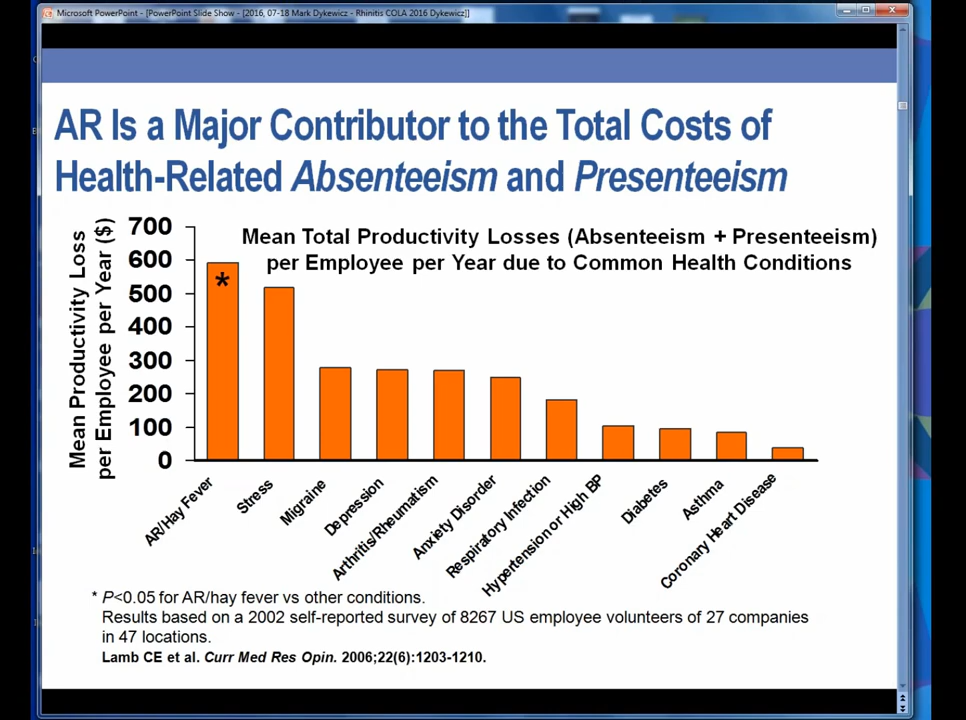 Microsoft PowerPoint - [PowerPoint Slide Show - [2016, 07-18 Mark Dykewicz - Rhinitis COLA 2016 Dykewicz]]
AR Is a Major Contributor to the Total Costs of
Health-Related Absenteeism and Presenteeism
Mean Total Productivity Losses (Absenteeism + Presenteeism)
per Employee per Year due to Common Health Conditions
Mean Productivity Loss
per Employee per Year ($)
700
600
500
400
300
200
100
0
*
AR/Hay Fever
Stress
Migraine
Depression
Arthritis/Rheumatism
Anxiety Disorder
Respiratory Infection
Hypertension or High BP
Diabetes
Asthma
Coronary Heart Disease
* P<0.05 for AR/hay fever vs other conditions.
Results based on a 2002 self-reported survey of 8267 US employee volunteers of 27 companies
in 47 locations.
Lamb CE et al. Curr Med Res Opin. 2006;22(6):1203-1210.